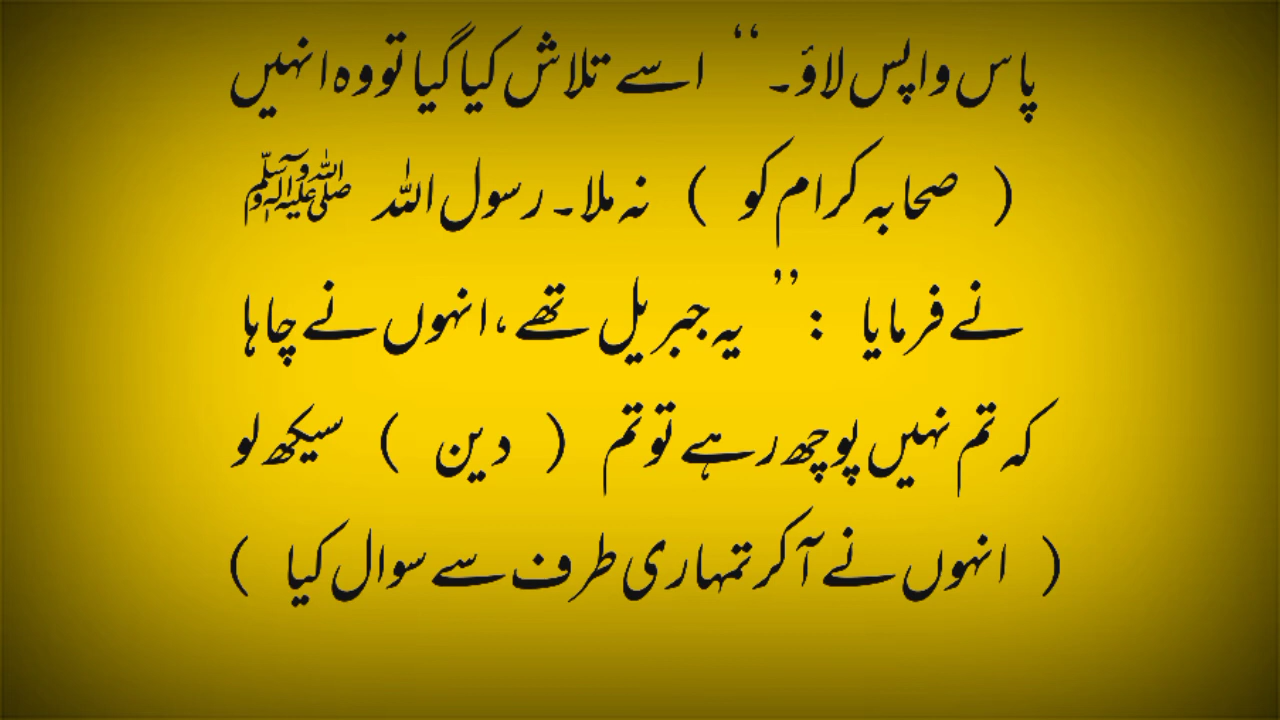 پاس واپس لاؤ۔‘‘ اسے تلاش کیا گیا تو وہ انہیں
( صحابہ کرام کو ) نہ ملا۔ رسول اللہ ﷺ
نے فرمایا : ’’ یہ جبریل تھے ، انہوں نے چاہا
کہ تم نہیں پوچھ رہے تو تم ( دین ) سیکھ لو
( انہوں نے آ کر تمہاری طرف سے سوال کیا )